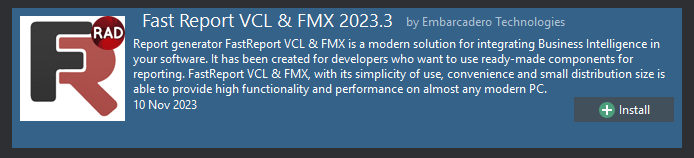 Fast Report VCL & FMX 2023.3 by Embarcadero Technologies
RAD
FR
Report generator FastReport VCL & FMX is a modern solution for integrating Business Intelligence in
your software. It has been created for developers who want to use ready-made components for
reporting. FastReport VCL & FMX, with its simplicity of use, convenience and small distribution size is
able to provide high functionality and performance on almost any modern PC.
10 Nov 2023
Install